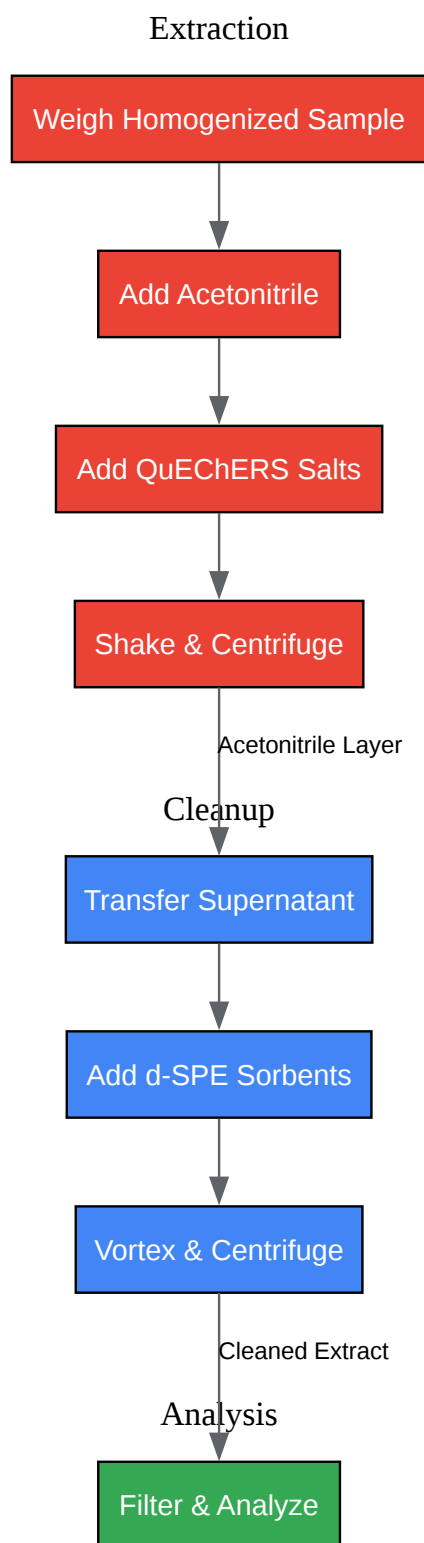 Extraction
Weigh Homogenized Sample
Add Acetonitrile
Add QuEChERS Salts
Shake & Centrifuge
Acetonitrile Layer
Cleanup
Transfer Supernatant
Add d-SPE Sorbents
Vortex & Centrifuge
Cleaned Extract
Analysis
Filter & Analyze